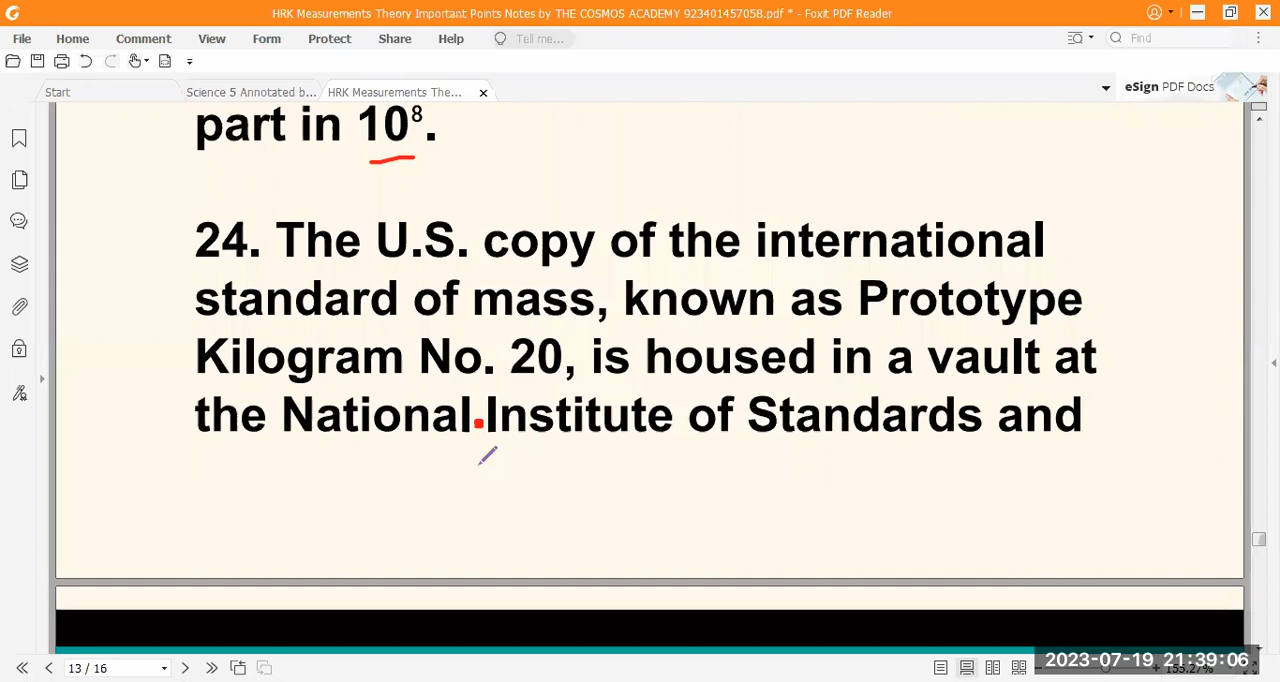 HRK Measurements Theory Important Points Notes by THE COSMOS ACADEMY 923401457058.pdf * - Foxit PDF Reader
File Home Comment View Form Protect Share Help Tell me... Find
Start Science 5 Annotated b... HRK Measurements The... eSign PDF Docs
part in 10⁸.
24. The U.S. copy of the international
standard of mass, known as Prototype
Kilogram No. 20, is housed in a vault at
the National Institute of Standards and
13 / 16 155.27%
2023-07-19 21:39:06